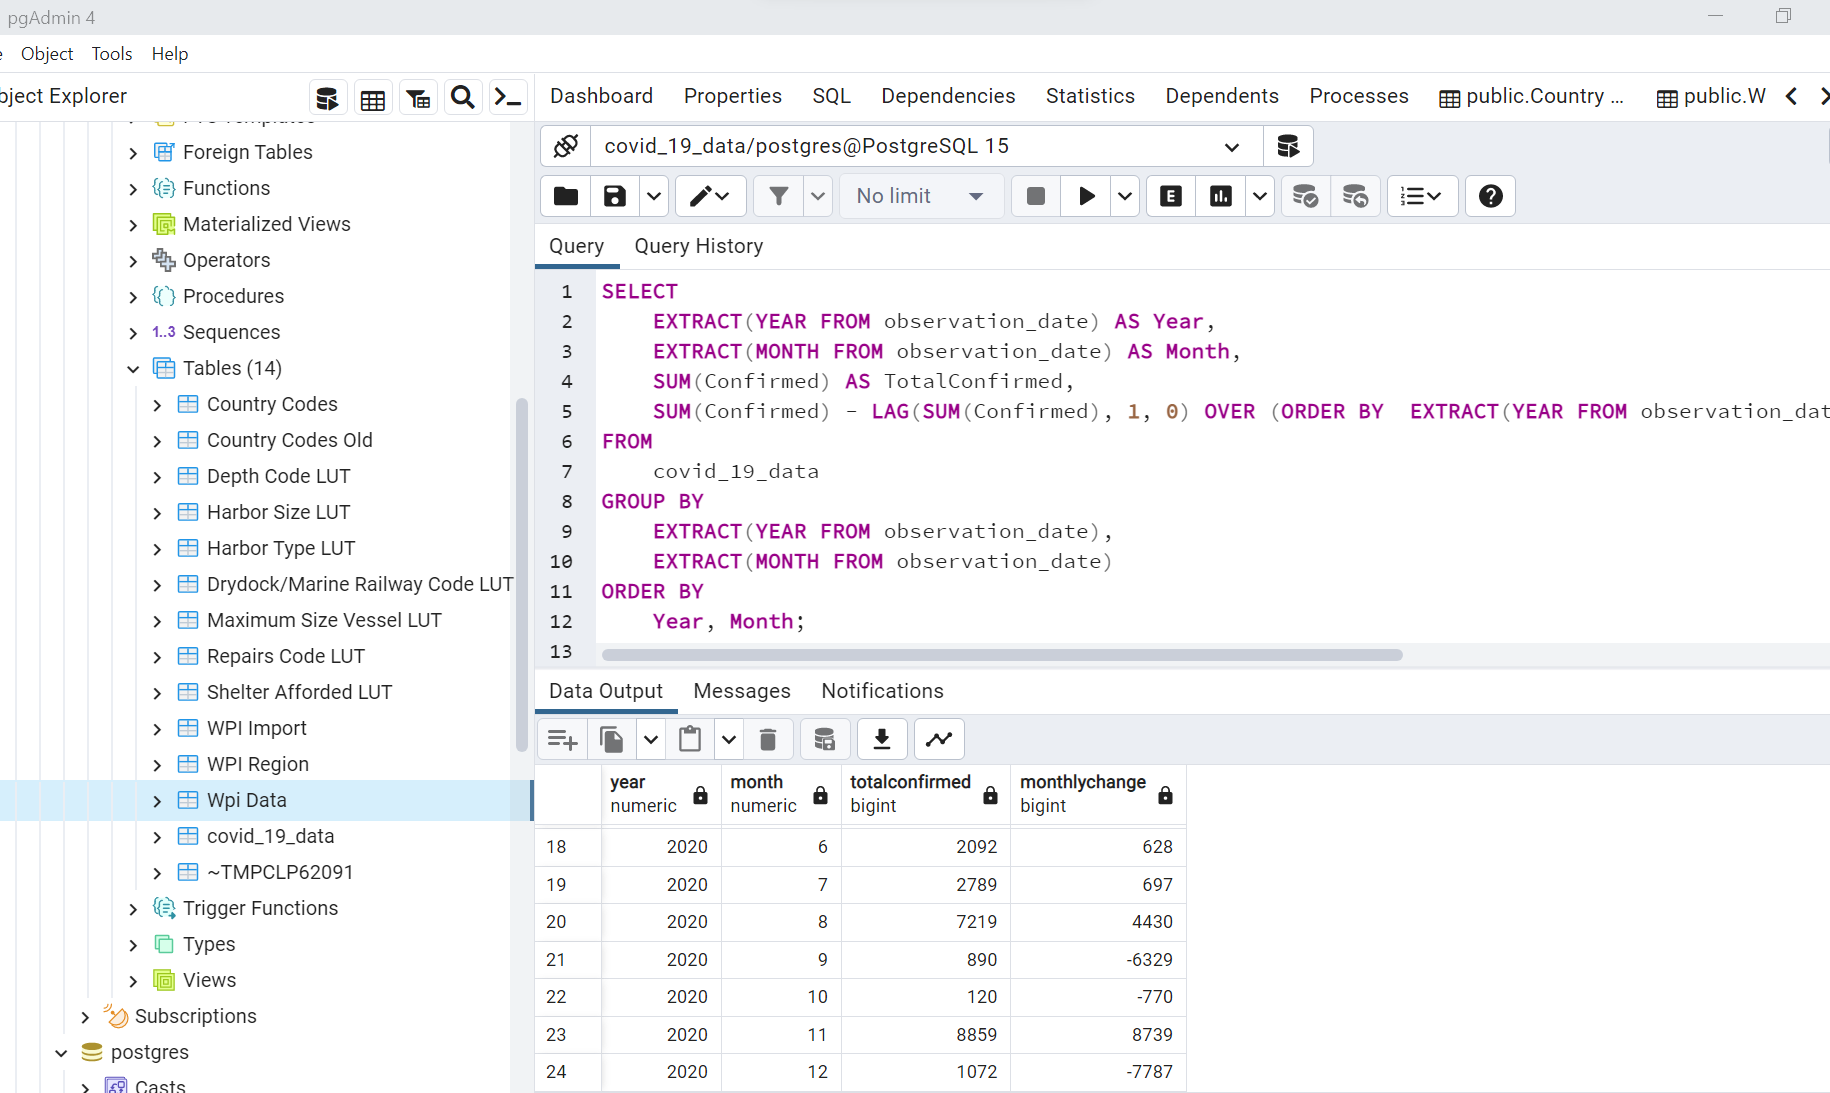 pgAdmin 4
Object Tools Help
bject Explorer
Dashboard Properties SQL Dependencies Statistics Dependents Processes public.Country ... public.W
Foreign Tables
Functions
Materialized Views
Operators
Procedures
1..3 Sequences
Tables (14)
Country Codes
Country Codes Old
Depth Code LUT
Harbor Size LUT
Harbor Type LUT
Drydock/Marine Railway Code LUT
Maximum Size Vessel LUT
Repairs Code LUT
Shelter Afforded LUT
WPI Import
WPI Region
Wpi Data
covid_19_data
~TMPCLP62091
Trigger Functions
Types
Views
Subscriptions
postgres
Casts
covid_19_data/postgres@PostgreSQL 15
No limit
E
Query Query History
1 SELECT
2 EXTRACT(YEAR FROM observation_date) AS Year,
3 EXTRACT(MONTH FROM observation_date) AS Month,
4 SUM(Confirmed) AS TotalConfirmed,
5 SUM(Confirmed) - LAG(SUM(Confirmed), 1, 0) OVER (ORDER BY  EXTRACT(YEAR FROM observation_dat
6 FROM
7 covid_19_data
8 GROUP BY
9 EXTRACT(YEAR FROM observation_date),
10 EXTRACT(MONTH FROM observation_date)
11 ORDER BY
12 Year, Month;
13
Data Output Messages Notifications
year month totalconfirmed monthlychange
numeric numeric bigint bigint
18 2020 6 2092 628
19 2020 7 2789 697
20 2020 8 7219 4430
21 2020 9 890 -6329
22 2020 10 120 -770
23 2020 11 8859 8739
24 2020 12 1072 -7787